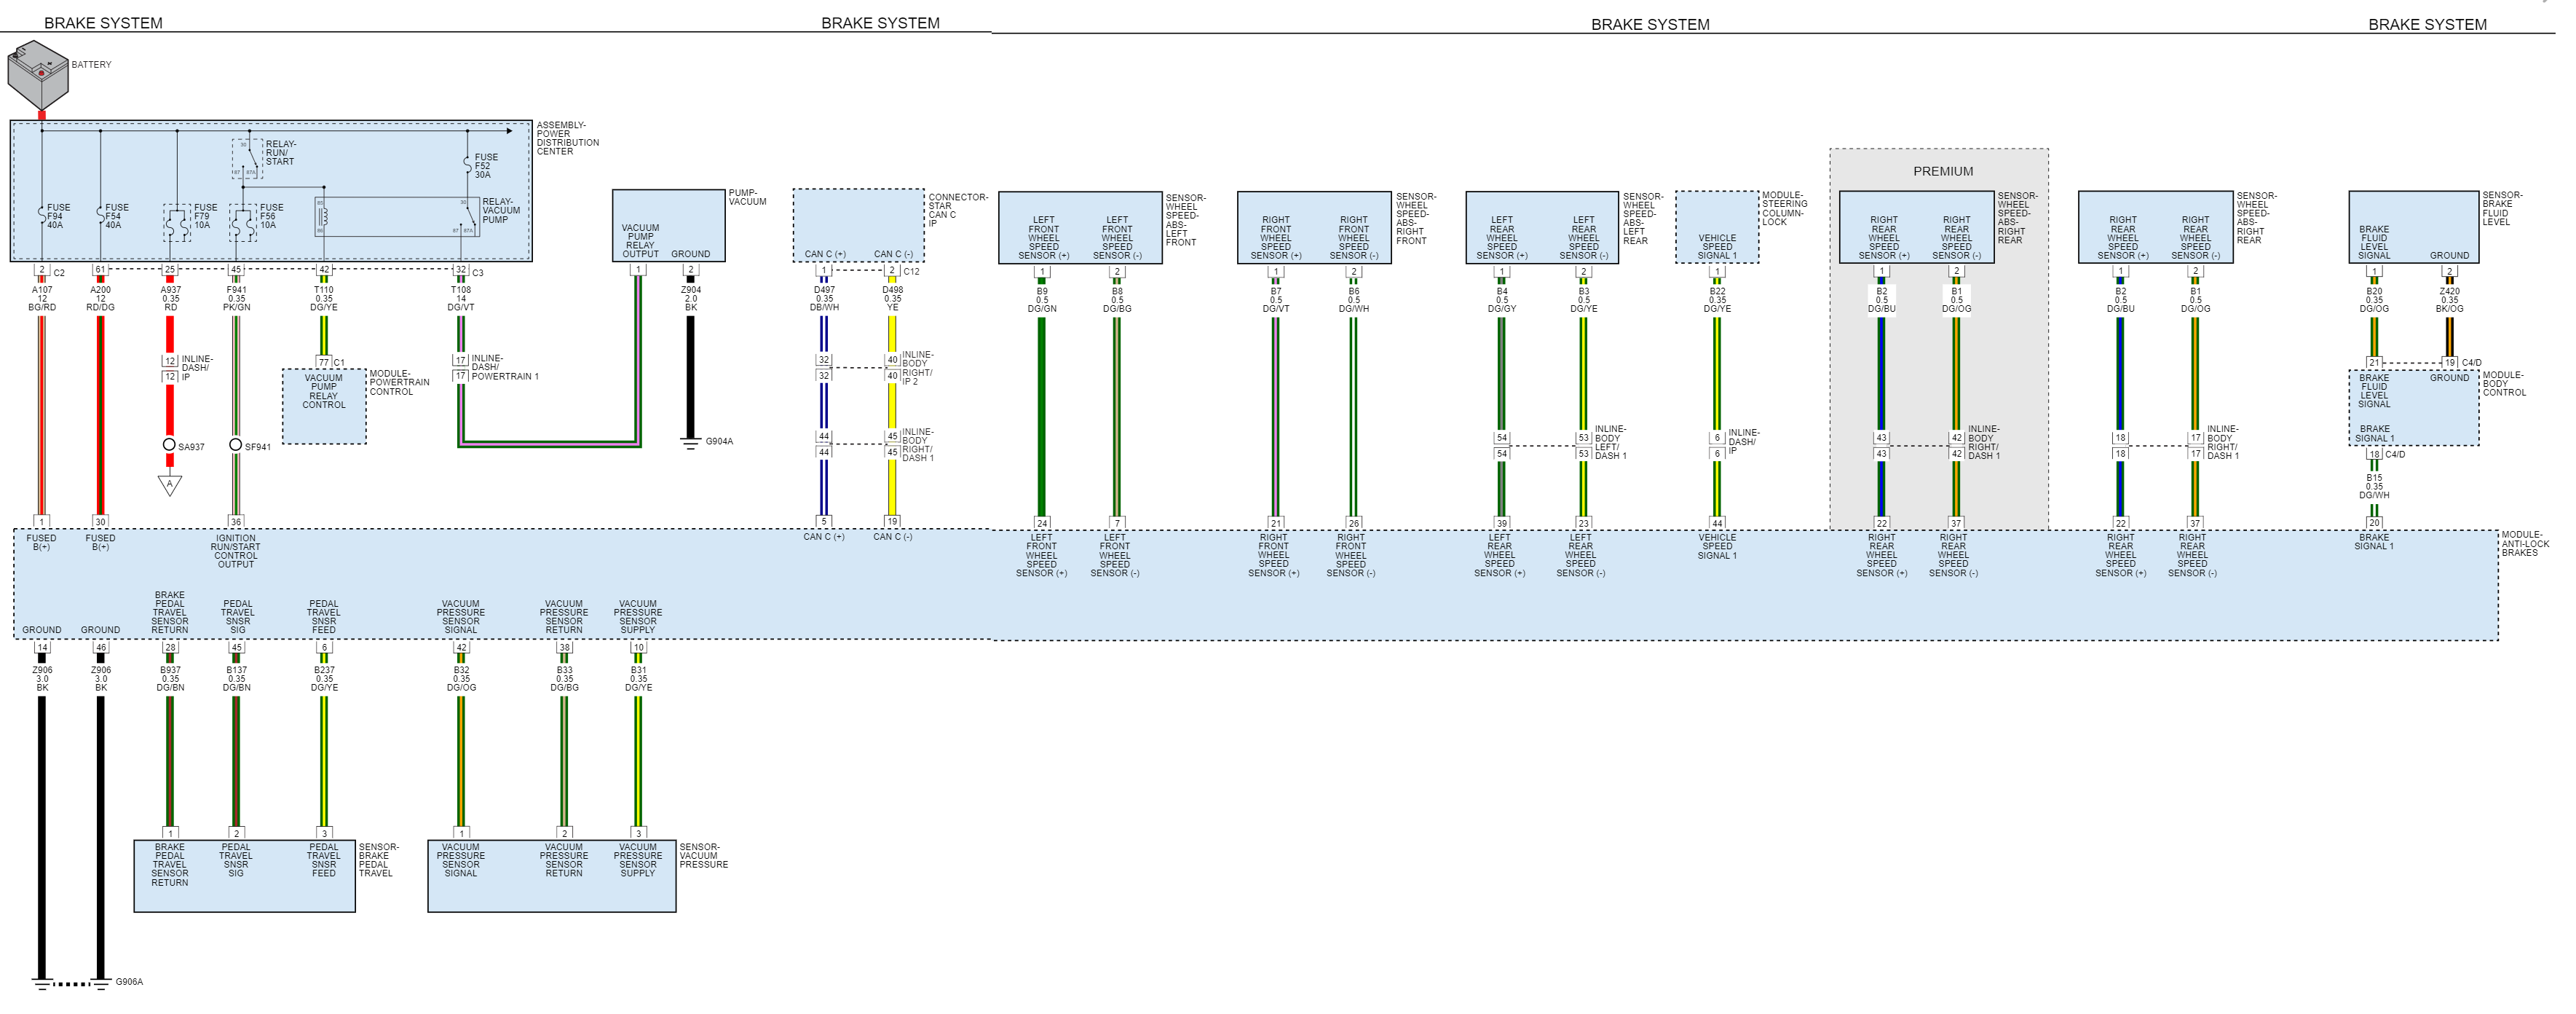 BRAKE SYSTEM
BRAKE SYSTEM
BRAKE SYSTEM
BRAKE SYSTEM
BATTERY
ASSEMBLY-
POWER
DISTRIBUTION
CENTER
30
87 87A
RELAY-
RUN/
START
FUSE
F52
30A
FUSE
F94
40A
FUSE
F54
40A
FUSE
F79
10A
FUSE
F56
10A
85
86
30
87 87A
RELAY-
VACUUM
PUMP
2
C2
61
25
45
42
32
C3
A107
12
BG/RD
A200
12
RD/DG
A937
0.35
RD
F941
0.35
PK/GN
T110
0.35
DG/YE
T108
14
DG/VT
12
12
INLINE-
DASH/
IP
77
C1
VACUUM
PUMP
RELAY
CONTROL
MODULE-
POWERTRAIN
CONTROL
17
17
INLINE-
DASH/
POWERTRAIN 1
SA937
A
SF941
VACUUM
PUMP
RELAY
OUTPUT
GROUND
PUMP-
VACUUM
1
2
Z904
2.0
BK
G904A
CONNECTOR-
STAR
CAN C
IP
CAN C (+)
CAN C (-)
1
2
C12
D497
0.35
DB/WH
D498
0.35
YE
32
32
40
40
INLINE-
BODY
RIGHT/
IP 2
44
44
45
45
INLINE-
BODY
RIGHT/
DASH 1
LEFT
FRONT
WHEEL
SPEED
SENSOR (+)
LEFT
FRONT
WHEEL
SPEED
SENSOR (-)
SENSOR-
WHEEL
SPEED-
ABS-
LEFT
FRONT
1
2
B9
0.5
DG/GN
B8
0.5
DG/BG
RIGHT
FRONT
WHEEL
SPEED
SENSOR (+)
RIGHT
FRONT
WHEEL
SPEED
SENSOR (-)
SENSOR-
WHEEL
SPEED-
ABS-
RIGHT
FRONT
1
2
B7
0.5
DG/VT
B6
0.5
DG/WH
LEFT
REAR
WHEEL
SPEED
SENSOR (+)
LEFT
REAR
WHEEL
SPEED
SENSOR (-)
SENSOR-
WHEEL
SPEED-
ABS-
LEFT
REAR
1
2
B4
0.5
DG/GY
B3
0.5
DG/YE
54
54
53
53
INLINE-
BODY
LEFT/
DASH 1
VEHICLE
SPEED
SIGNAL 1
MODULE-
STEERING
COLUMN-
LOCK
1
B22
0.35
DG/YE
6
6
INLINE-
DASH/
IP
PREMIUM
RIGHT
REAR
WHEEL
SPEED
SENSOR (+)
RIGHT
REAR
WHEEL
SPEED
SENSOR (-)
SENSOR-
WHEEL
SPEED-
ABS-
RIGHT
REAR
1
2
B2
0.5
DG/BU
B1
0.5
DG/OG
43
43
42
42
INLINE-
BODY
RIGHT/
DASH 1
RIGHT
REAR
WHEEL
SPEED
SENSOR (+)
RIGHT
REAR
WHEEL
SPEED
SENSOR (-)
SENSOR-
WHEEL
SPEED-
ABS-
RIGHT
REAR
1
2
B2
0.5
DG/BU
B1
0.5
DG/OG
18
18
17
17
INLINE-
BODY
RIGHT/
DASH 1
BRAKE
FLUID
LEVEL
SIGNAL
GROUND
SENSOR-
BRAKE
FLUID
LEVEL
1
2
B20
0.35
DG/OG
Z420
0.35
BK/OG
21
19
C4/D
BRAKE
FLUID
LEVEL
SIGNAL
GROUND
BRAKE
SIGNAL 1
MODULE-
BODY
CONTROL
18
C4/D
B15
0.35
DG/WH
1
30
36
5
19
24
7
21
26
39
23
44
22
37
22
37
20
FUSED
B(+)
FUSED
B(+)
IGNITION
RUN/START
CONTROL
OUTPUT
CAN C (+)
CAN C (-)
LEFT
FRONT
WHEEL
SPEED
SENSOR (+)
LEFT
FRONT
WHEEL
SPEED
SENSOR (-)
RIGHT
FRONT
WHEEL
SPEED
SENSOR (+)
RIGHT
FRONT
WHEEL
SPEED
SENSOR (-)
LEFT
REAR
WHEEL
SPEED
SENSOR (+)
LEFT
REAR
WHEEL
SPEED
SENSOR (-)
VEHICLE
SPEED
SIGNAL 1
RIGHT
REAR
WHEEL
SPEED
SENSOR (+)
RIGHT
REAR
WHEEL
SPEED
SENSOR (-)
RIGHT
REAR
WHEEL
SPEED
SENSOR (+)
RIGHT
REAR
WHEEL
SPEED
SENSOR (-)
BRAKE
SIGNAL 1
MODULE-
ANTI-LOCK
BRAKES
GROUND
GROUND
BRAKE
PEDAL
TRAVEL
SENSOR
RETURN
PEDAL
TRAVEL
SNSR
SIG
PEDAL
TRAVEL
SNSR
FEED
VACUUM
PRESSURE
SENSOR
SIGNAL
VACUUM
PRESSURE
SENSOR
RETURN
VACUUM
PRESSURE
SENSOR
SUPPLY
14
46
28
45
6
42
38
10
Z906
3.0
BK
Z906
3.0
BK
B937
0.35
DG/BN
B137
0.35
DG/BN
B237
0.35
DG/YE
B32
0.35
DG/OG
B33
0.35
DG/BG
B31
0.35
DG/YE
1
2
3
1
2
3
BRAKE
PEDAL
TRAVEL
SENSOR
RETURN
PEDAL
TRAVEL
SNSR
SIG
PEDAL
TRAVEL
SNSR
FEED
SENSOR-
BRAKE
PEDAL
TRAVEL
VACUUM
PRESSURE
SENSOR
SIGNAL
VACUUM
PRESSURE
SENSOR
RETURN
VACUUM
PRESSURE
SENSOR
SUPPLY
SENSOR-
VACUUM
PRESSURE
G906A